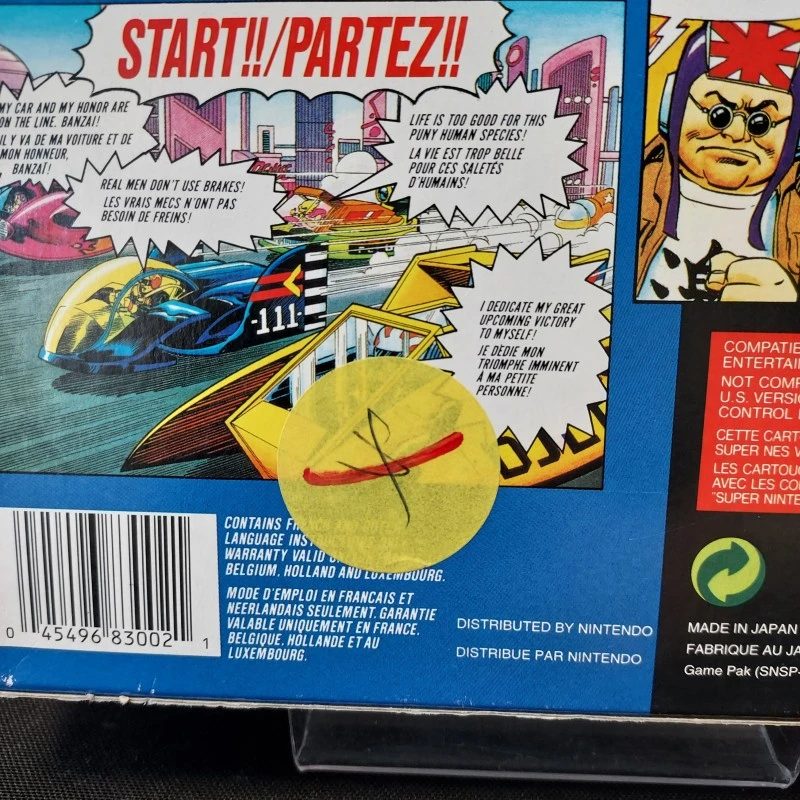 START!!/PARTEZ!!
MY CAR AND MY HONOR ARE
ON THE LINE. BANZAI!
IL Y VA DE MA VOITURE ET DE
MON HONNEUR,
BANZAÏ!
REAL MEN DON'T USE BRAKES!
LES VRAIS MECS N'ONT PAS
BESOIN DE FREINS!
LIFE IS TOO GOOD FOR THIS
PUNY HUMAN SPECIES!
LA VIE EST TROP BELLE
POUR CES SALETÉS
D'HUMAINS!
-111-
I DEDICATE MY GREAT
UPCOMING VICTORY
TO MYSELF!
JE DÉDIE MON
TRIOMPHE IMMINENT
À MA PETITE
PERSONNE!
COMPATIE
ENTERTAI
NOT COMP
U.S. VERSIO
CONTROL
CETTE CART
SUPER NES V
LES CARTOUC
AVEC LES CO
"SUPER NINTE
CONTAINS FRENCH AND
LANGUAGE
WARRANTY VALID
BELGIUM, HOLLAND AND LUXEMBOURG.
MODE D'EMPLOI EN FRANCAIS ET
NEERLANDAIS SEULEMENT. GARANTIE
VALABLE UNIQUEMENT EN FRANCE,
BELGIQUE, HOLLANDE ET AU
LUXEMBOURG.
0 45496 83002 1
DISTRIBUTED BY NINTENDO
DISTRIBUE PAR NINTENDO
MADE IN JAPAN
FABRIQUE AU JA
Game Pak (SNSP-